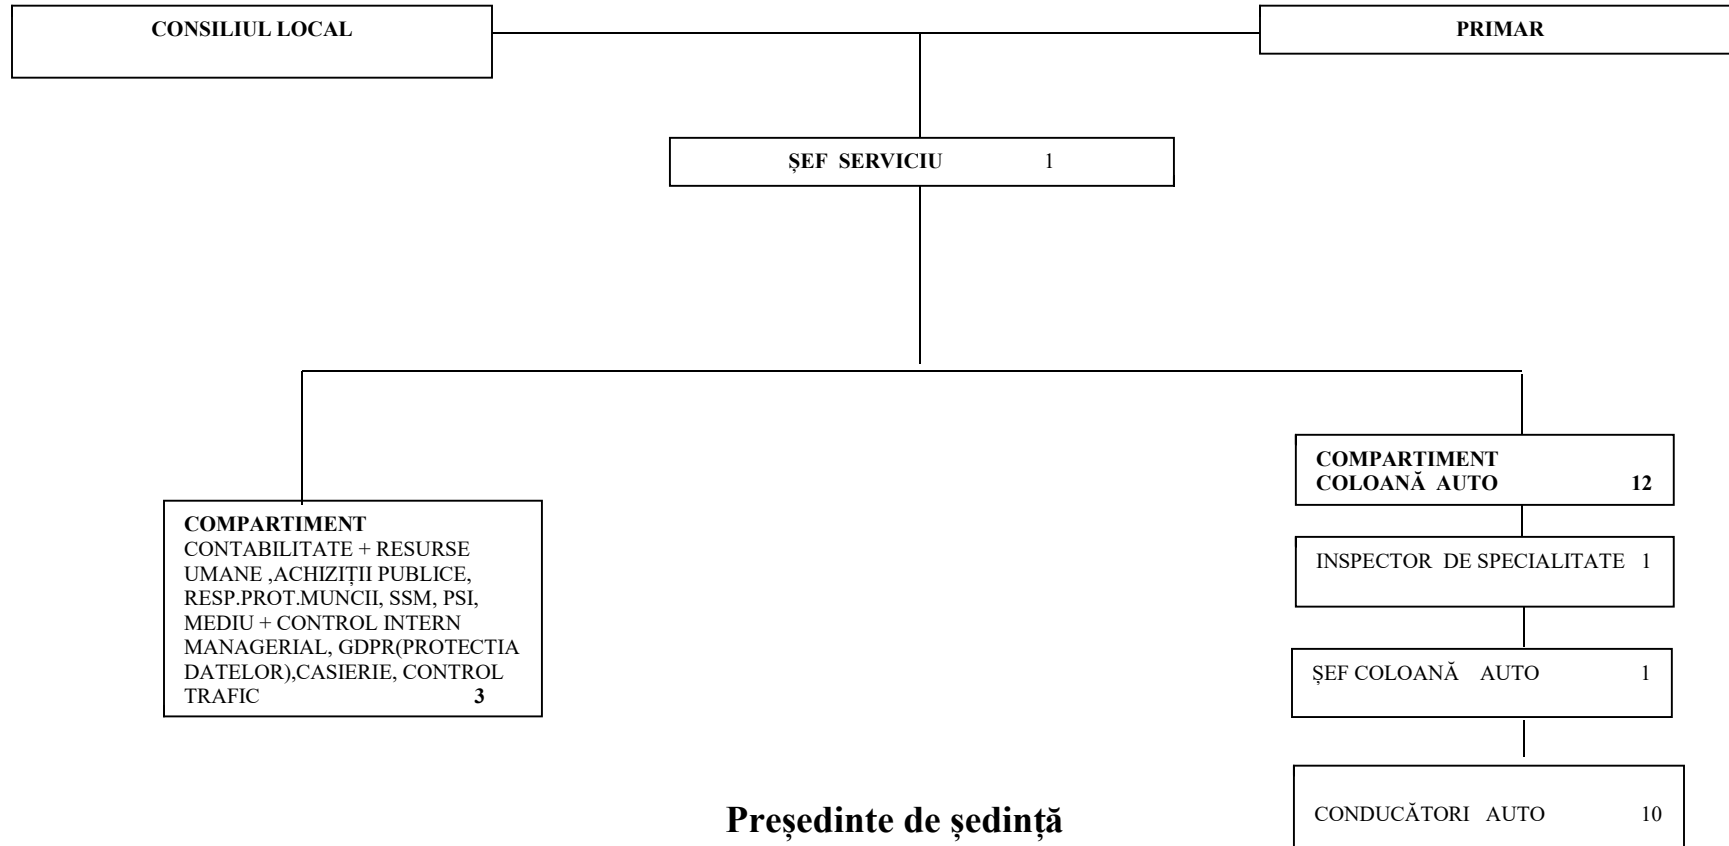 CONSILIUL LOCAL
PRIMAR
ȘEF SERVICIU 1
COMPARTIMENT
CONTABILITATE + RESURSE
UMANE ,ACHIZIȚII PUBLICE,
RESP.PROT.MUNCII, SSM, PSI,
MEDIU + CONTROL INTERN
MANAGERIAL, GDPR(PROTECTIA
DATELOR),CASIERIE, CONTROL
TRAFIC 3
COMPARTIMENT
COLOANĂ AUTO 12
INSPECTOR DE SPECIALITATE 1
ȘEF COLOANĂ AUTO 1
CONDUCĂTORI AUTO 10
Președinte de ședință